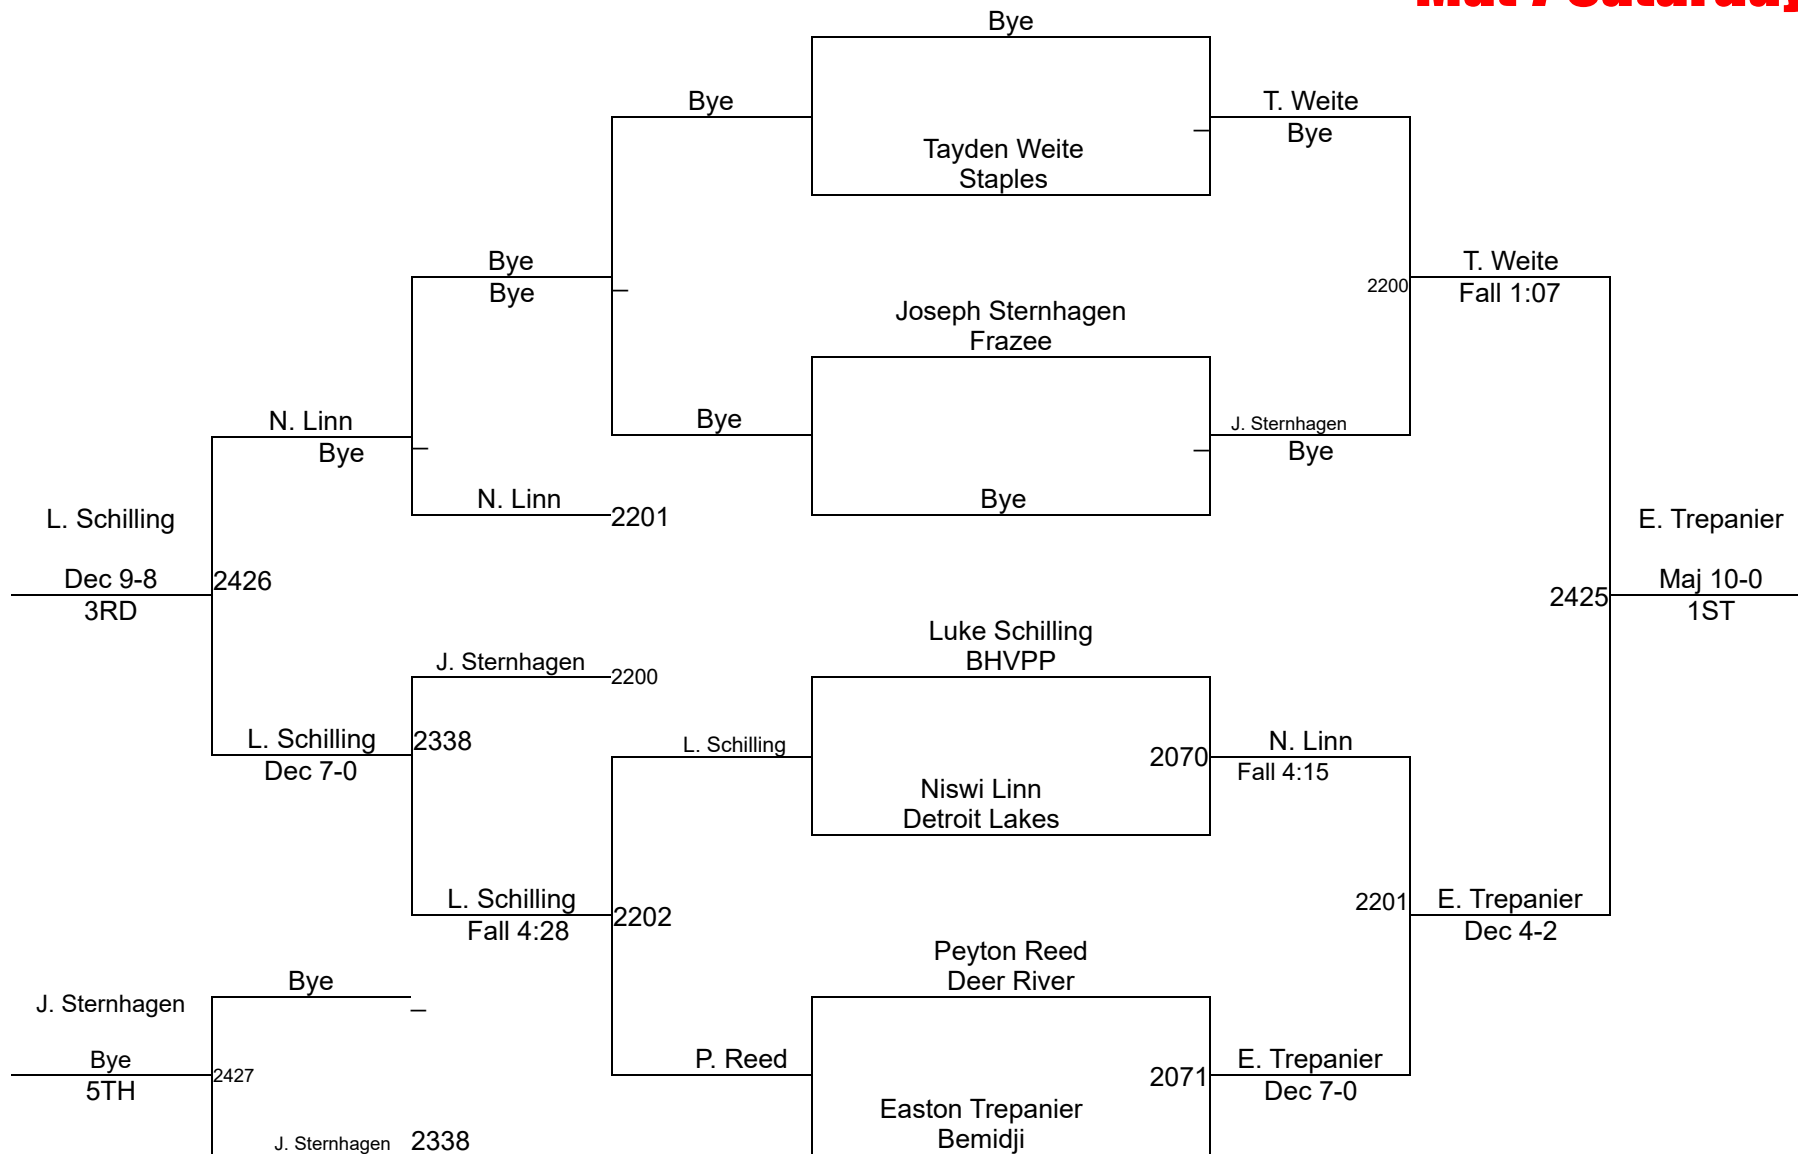 Mat 7 Saturday
Bye
Bye
T. Weite
Bye
Tayden Weite
Staples
Bye
Bye
T. Weite
Fall 1:07
2200
Joseph Sternhagen
Frazee
N. Linn
Bye
Bye
J. Sternhagen
Bye
N. Linn
2201
Bye
L. Schilling
Dec 9-8
3RD
2426
E. Trepanier
Maj 10-0
1ST
2425
Luke Schilling
BHVPP
J. Sternhagen
2200
L. Schilling
Dec 7-0
2338
L. Schilling
2070
N. Linn
Fall 4:15
Niswi Linn
Detroit Lakes
L. Schilling
Fall 4:28
2202
2201
E. Trepanier
Dec 4-2
Peyton Reed
Deer River
Bye
J. Sternhagen
Bye
5TH
2427
P. Reed
2071
E. Trepanier
Dec 7-0
Easton Trepanier
Bemidji
J. Sternhagen
2338